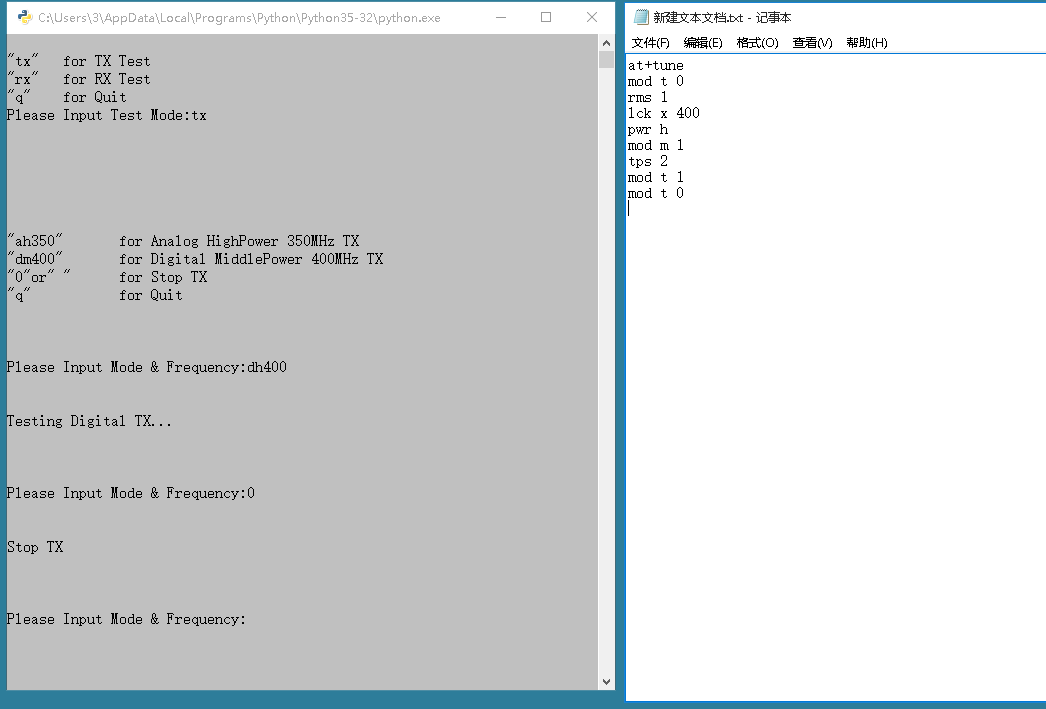 C:\Users\3\AppData\Local\Programs\Python\Python35-32\python.exe
"tx" for TX Test
"rx" for RX Test
"q" for Quit
Please Input Test Mode:tx
"ah350" for Analog HighPower 350MHz TX
"dm400" for Digital MiddlePower 400MHz TX
"0"or" " for Stop TX
"q" for Quit
Please Input Mode & Frequency:dh400
Testing Digital TX...
Please Input Mode & Frequency:0
Stop TX
Please Input Mode & Frequency:
新建文本文档.txt - 记事本
文件(F) 编辑(E) 格式(O) 查看(V) 帮助(H)
at+tune
mod t 0
rms 1
lck x 400
pwr h
mod m 1
tps 2
mod t 1
mod t 0